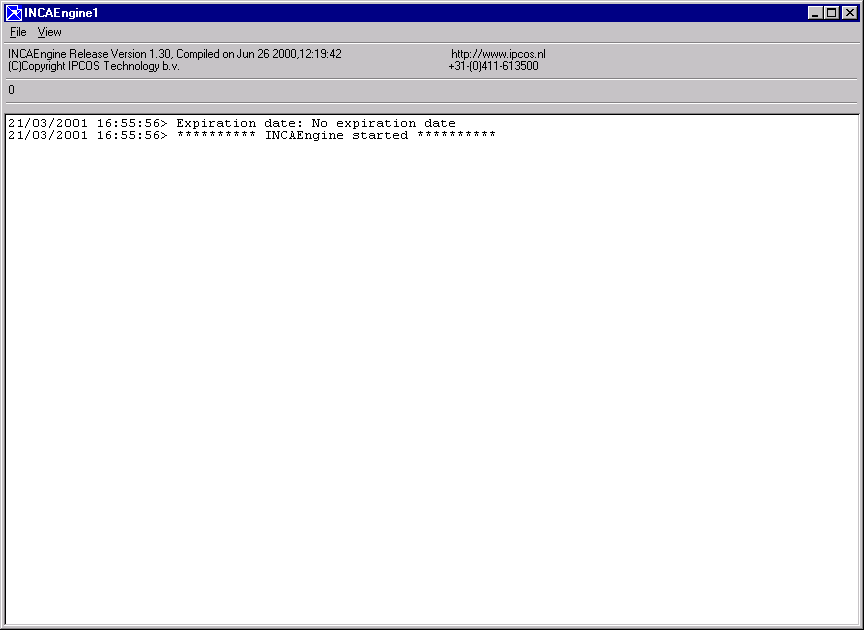 INCAEngine1
File View
INCAEngine Release Version 1.30, Compiled on Jun 26 2000,12:19:42 http://www.ipcos.nl
(C)Copyright IPCOS Technology b.v. +31-(0)411-613500
0
21/03/2001 16:55:56> Expiration date: No expiration date
21/03/2001 16:55:56> ********** INCAEngine started **********